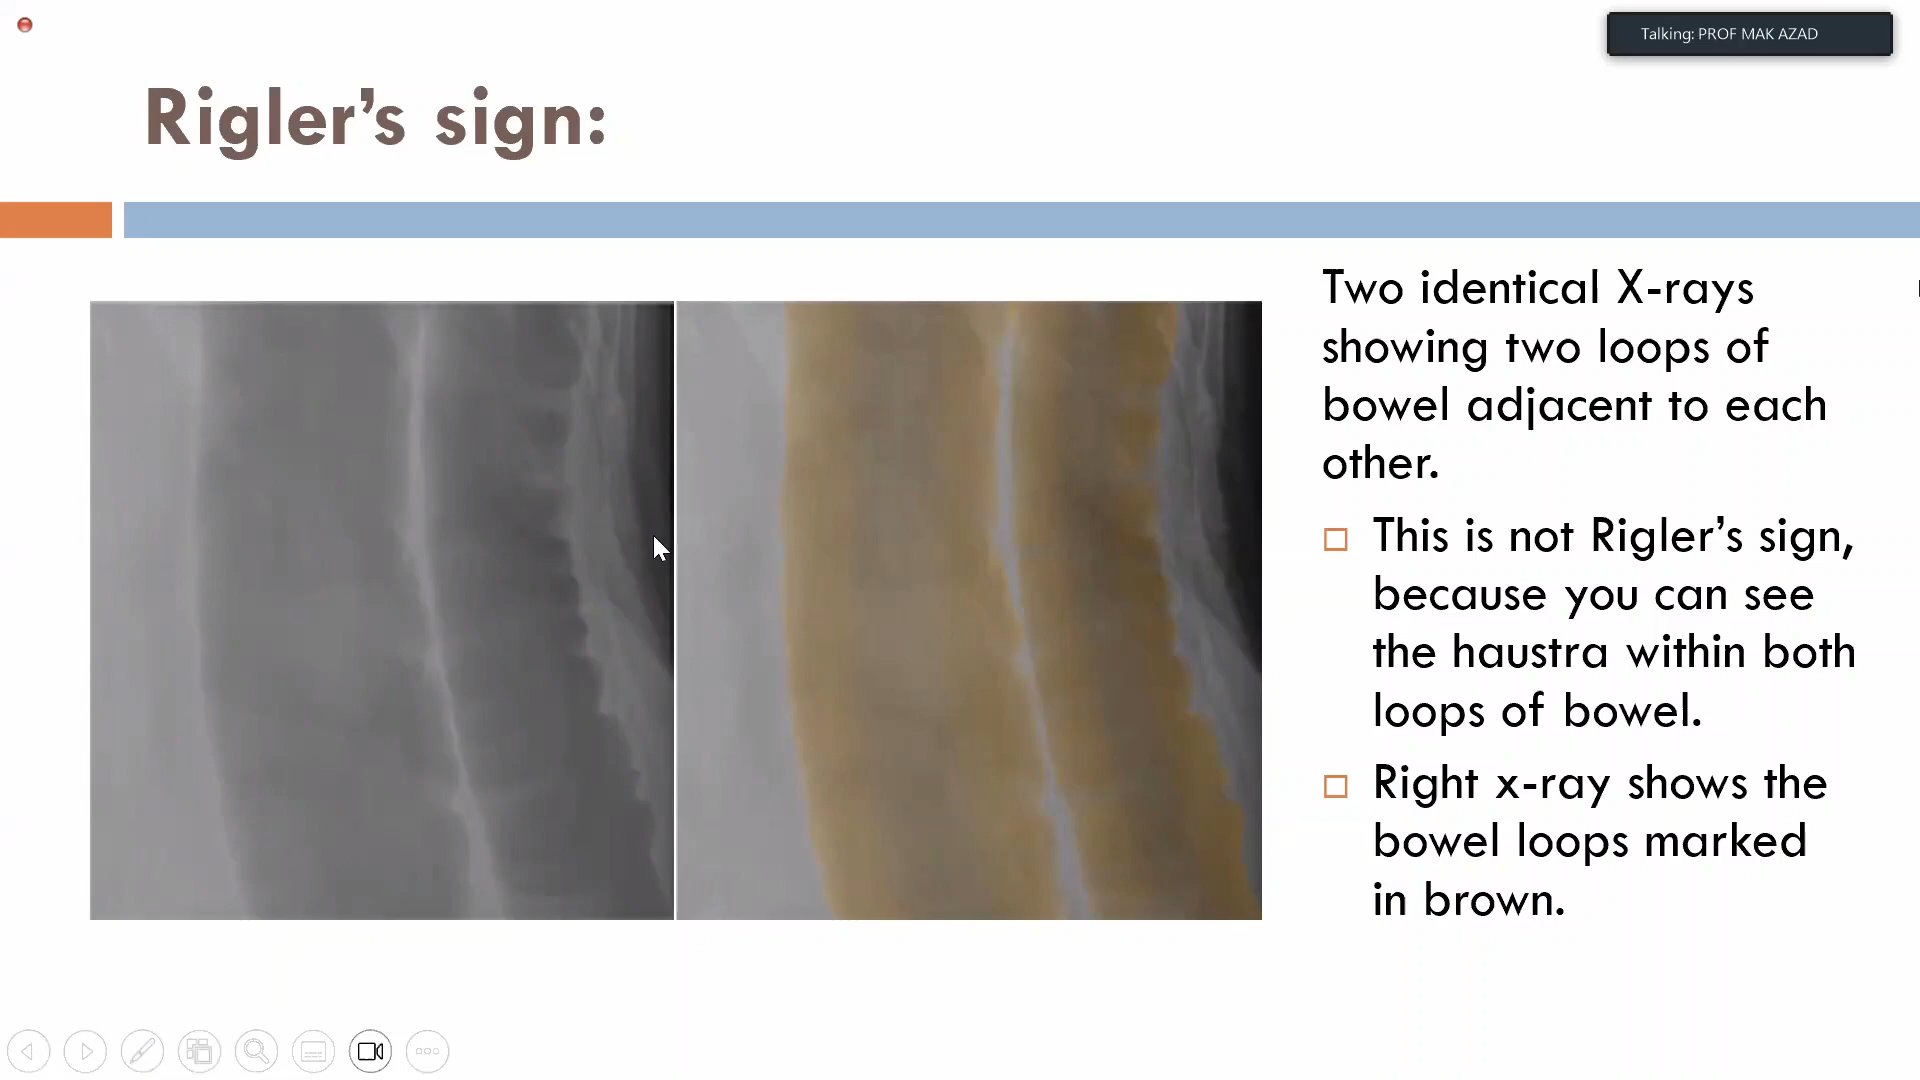 Talking: PROF MAK AZAD
Rigler’s sign:
Two identical X-rays
showing two loops of
bowel adjacent to each
other.
This is not Rigler’s sign,
because you can see
the haustra within both
loops of bowel.
Right x-ray shows the
bowel loops marked
in brown.